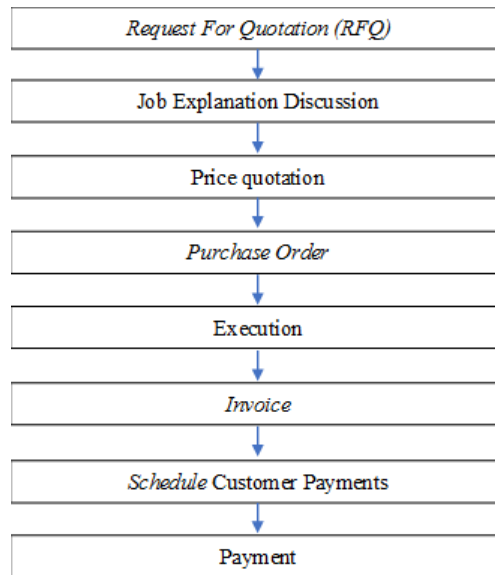 Request For Quotation (RFQ)
Job Explanation Discussion
Price quotation
Purchase Order
Execution
Invoice
Schedule Customer Payments
Payment